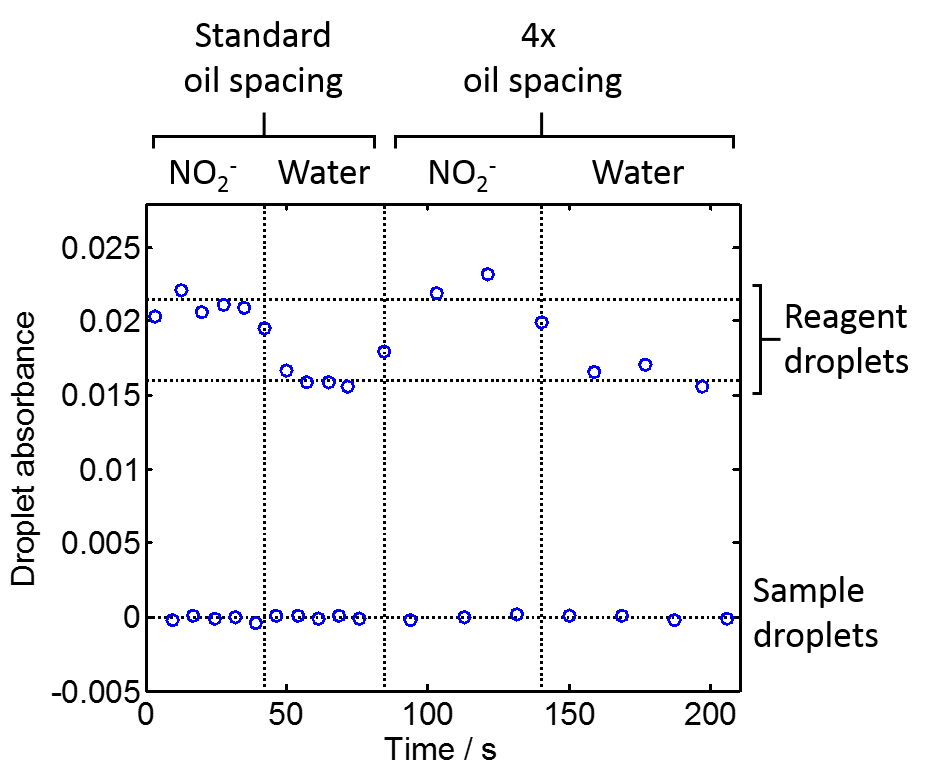 Standard
oil spacing
4x
oil spacing
NO₂⁻
Water
NO₂⁻
Water
0.025
0.02
0.015
0.01
0.005
0
-0.005
Droplet absorbance
Reagent
droplets
Sample
droplets
0
50
100
150
200
Time / s